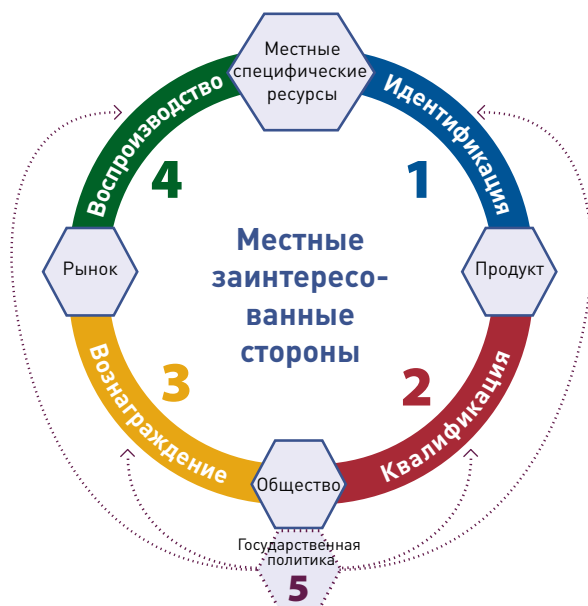 Местные
специфические
ресурсы
Идентификация
1
Продукт
Квалификация
2
Общество
Вознаграждение
3
Рынок
Воспроизводство
4
Местные
заинтересо-
ванные
стороны
Государственная
политика
5